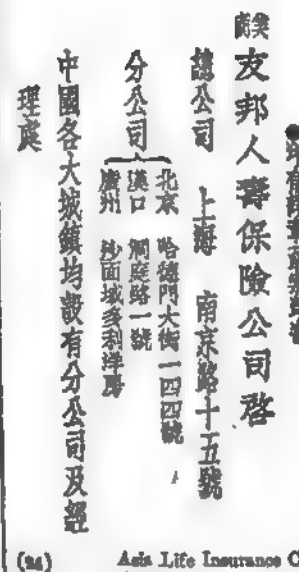 美商友邦人壽保險公司啓
總公司 上海 南京路十五號
分公司
北京 哈德門大街一四四號
漢口 洞庭路一號
廣州 沙面域多利洋房
中國各大城鎮均設有分公司及經
理處
(24) Asia Life Insurance C